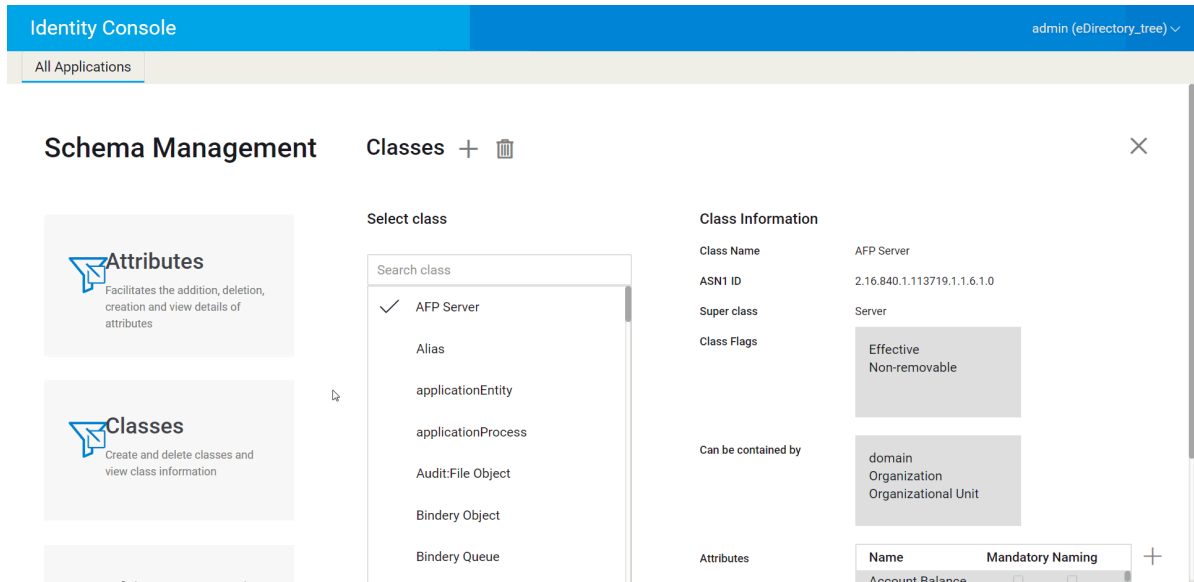 Identity Console
admin (eDirectory_tree)
All Applications
Schema Management
Classes
Attributes
Facilitates the addition, deletion,
creation and view details of
attributes
Classes
Create and delete classes and
view class information
Select class
Search class
AFP Server
Alias
applicationEntity
applicationProcess
Audit:File Object
Bindery Object
Bindery Queue
Class Information
Class Name AFP Server
ASN1 ID 2.16.840.1.113719.1.1.6.1.0
Super class Server
Class Flags Effective
Non-removable
Can be contained by domain
Organization
Organizational Unit
Attributes Name Mandatory Naming
Account Balance